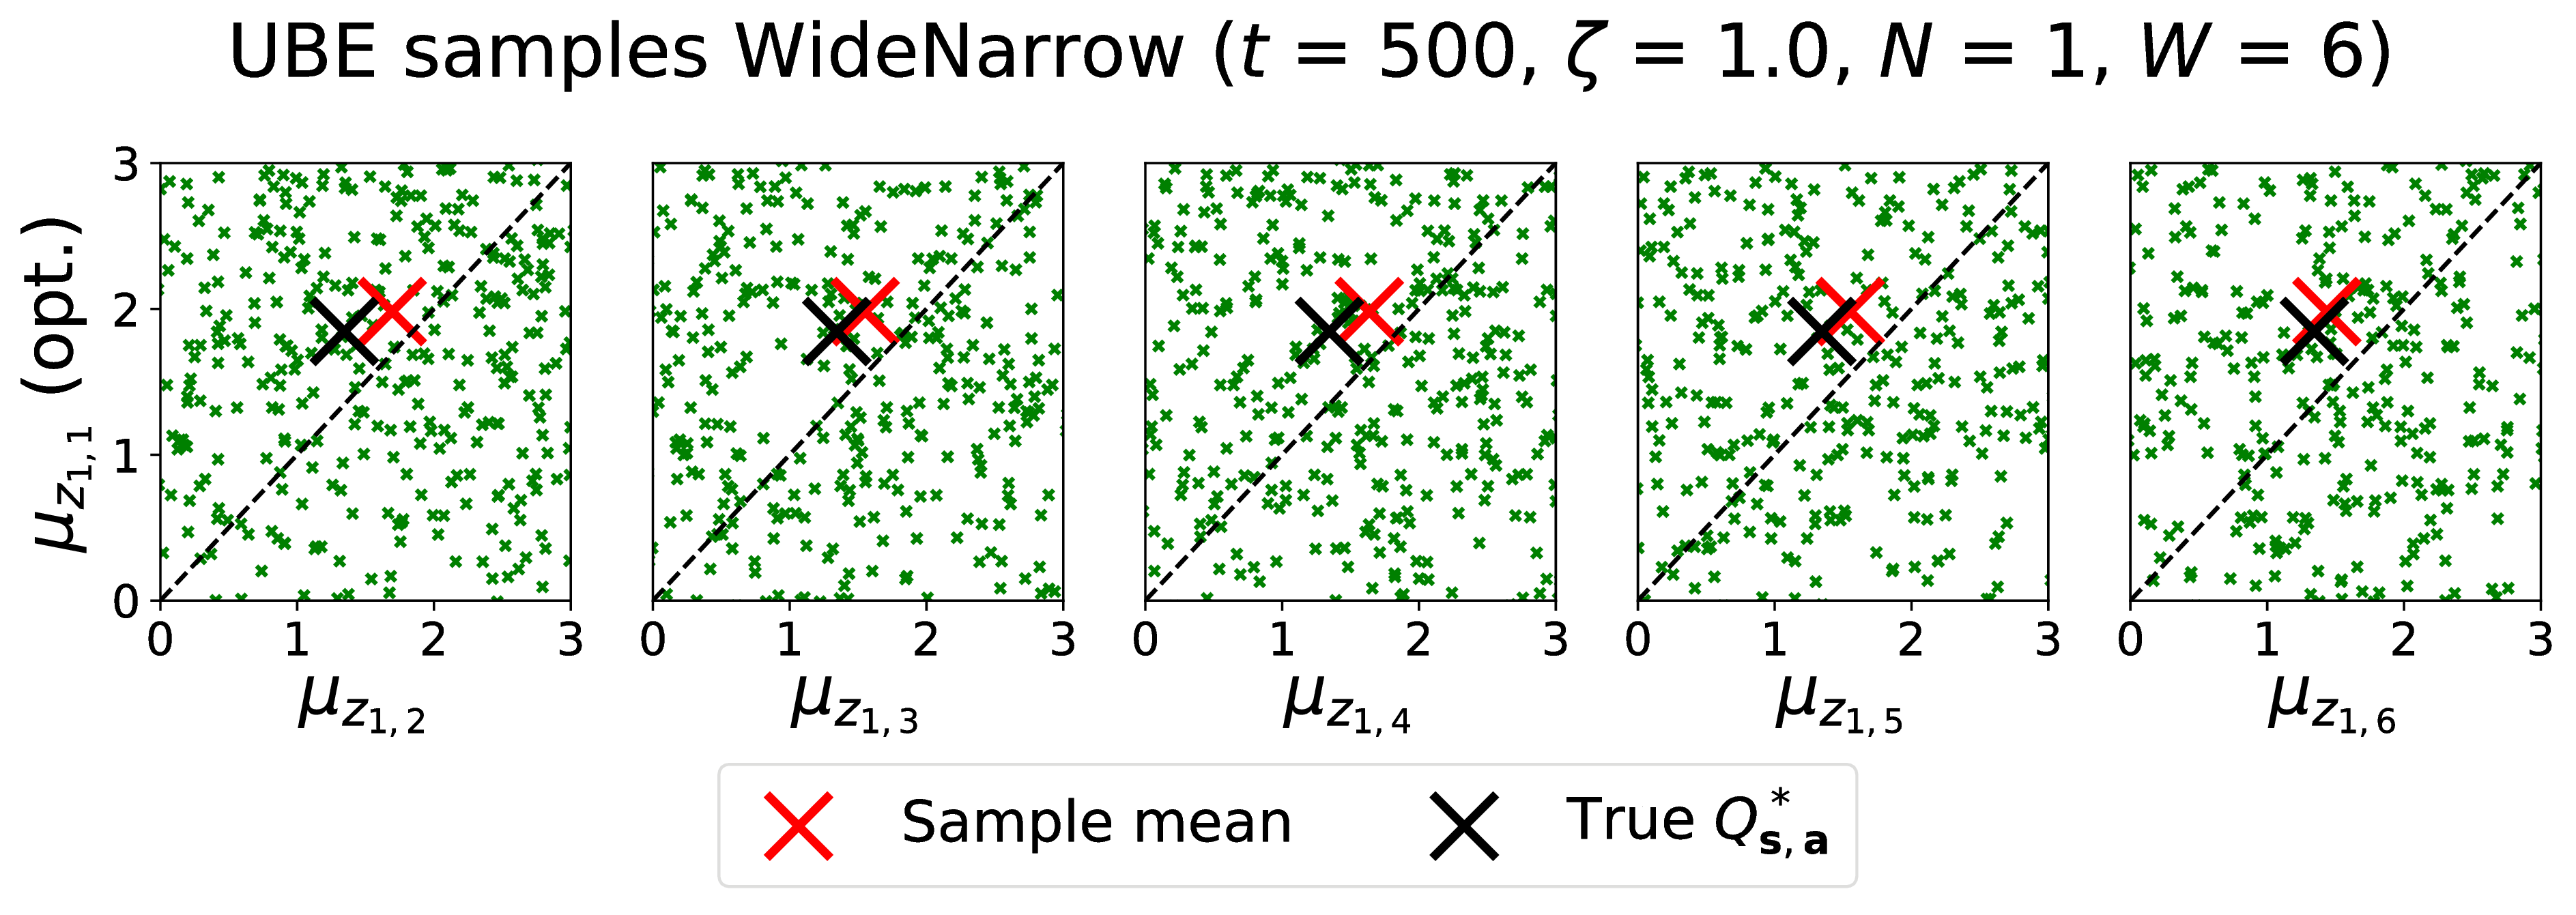 UBE samples WideNarrow (t = 500, ζ = 1.0, N = 1, W = 6)
μz1,1 (opt.)
3
2
1
0
0 1 2 3 0 1 2 3 0 1 2 3 0 1 2 3 0 1 2 3
μz1,2 μz1,3 μz1,4 μz1,5 μz1,6
Sample mean True Q*s,a